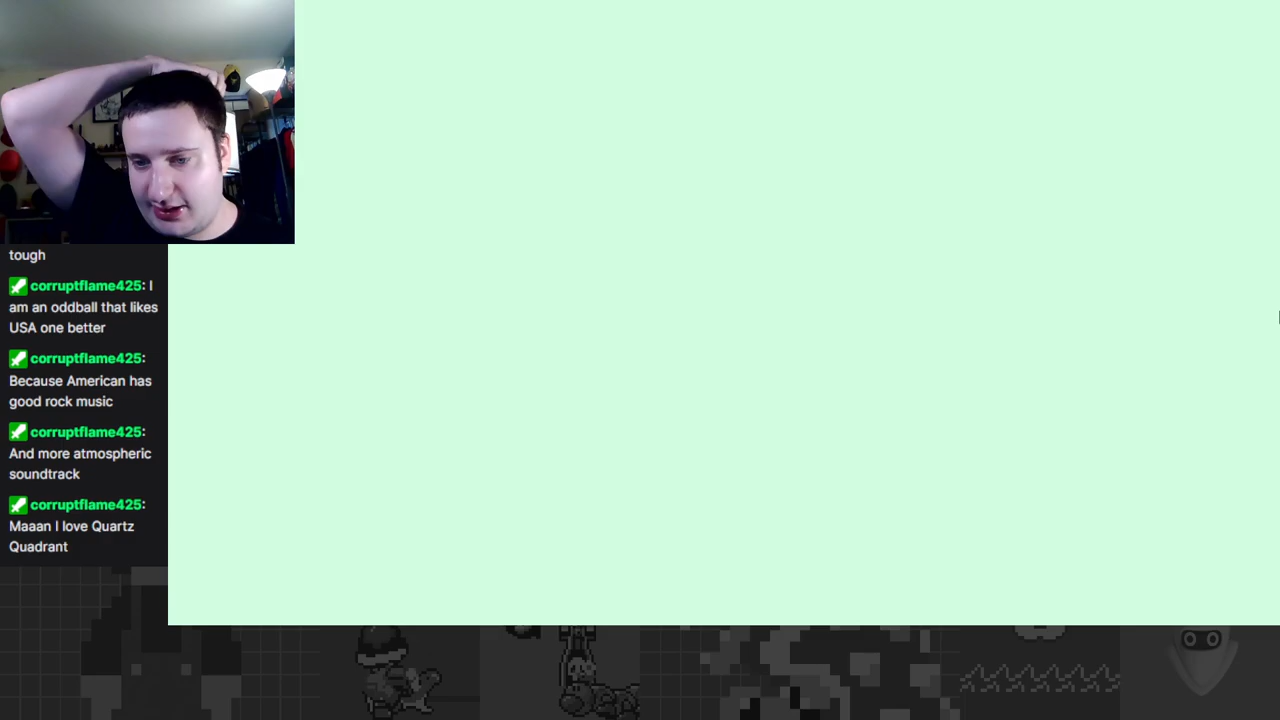 tough
corruptflame425: I
am an oddball that likes
USA one better
corruptflame425:
Because American has
good rock music
corruptflame425:
And more atmospheric
soundtrack
corruptflame425:
Maaan I love Quartz
Quadrant